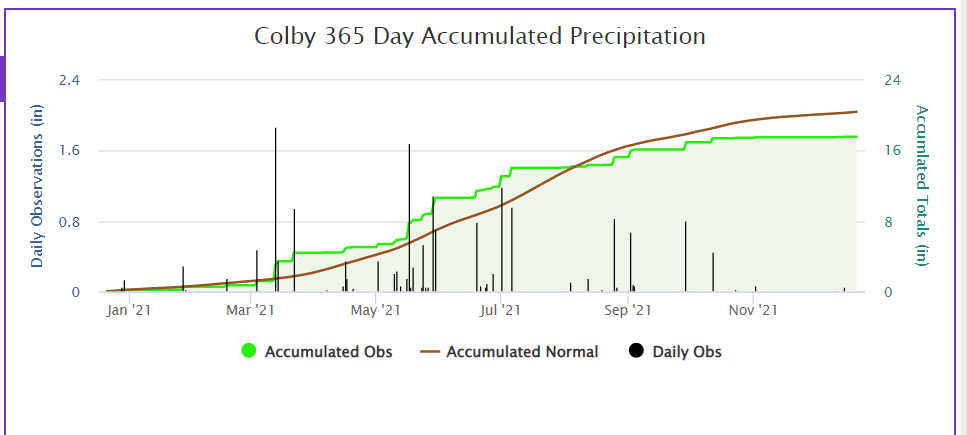 Colby 365 Day Accumulated Precipitation
2.4
1.6
0.8
0
Daily Observations (in)
24
16
8
0
Accumlated Totals (in)
Jan '21 Mar '21 May '21 Jul '21 Sep '21 Nov '21
Accumulated Obs Accumulated Normal Daily Obs